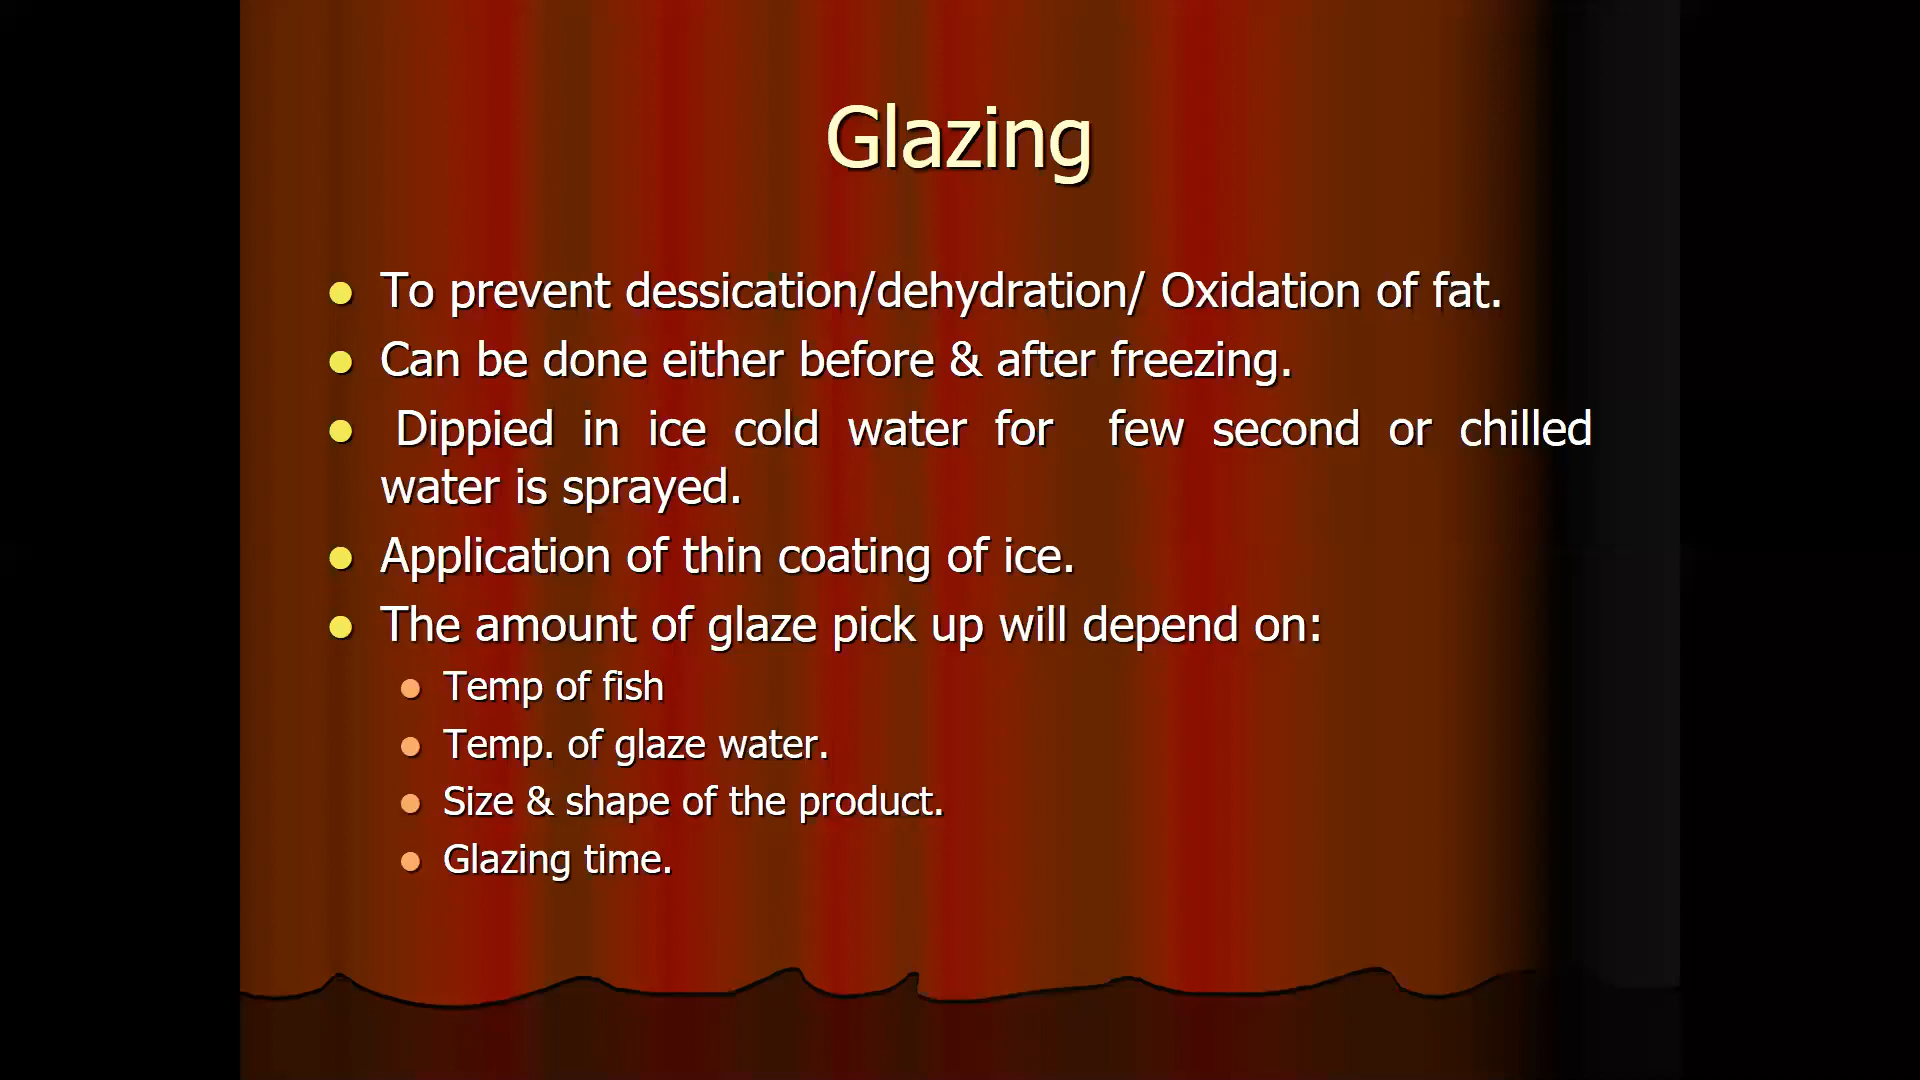 Glazing
To prevent dessication/dehydration/ Oxidation of fat.
Can be done either before & after freezing.
Dippied in ice cold water for few second or chilled
water is sprayed.
Application of thin coating of ice.
The amount of glaze pick up will depend on:
Temp of fish
Temp. of glaze water.
Size & shape of the product.
Glazing time.